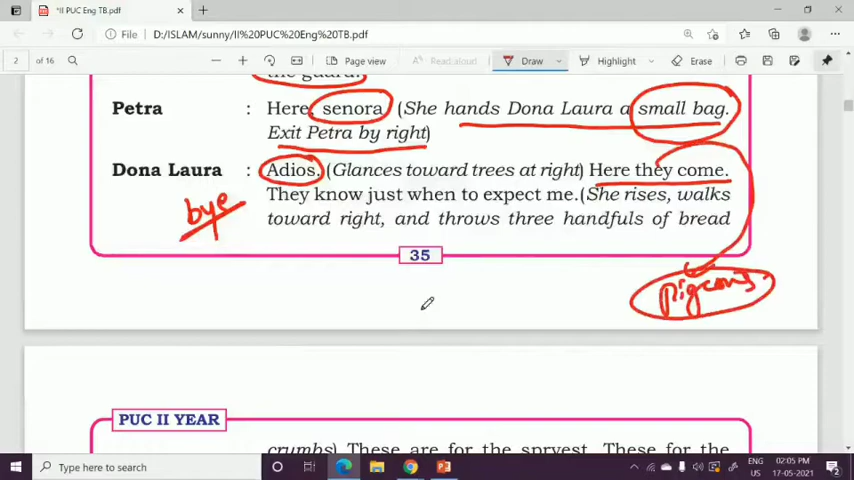 *II PUC Eng TB.pdf
File
D:/ISLAM/sunny/II%20PUC%20Eng%20TB.pdf
2 of 16
Page view
Read aloud
Draw
Highlight
Erase
the guard.
Petra : Here, senora (She hands Dona Laura a small bag.
Exit Petra by right)
Dona Laura : Adios. (Glances toward trees at right) Here they come.
They know just when to expect me.(She rises, walks
toward right, and throws three handfuls of bread
bye
35
pigeons.
PUC II YEAR
crumbs) These are for the spryest. These for the
Type here to search
ENG
US
02:05 PM
17-05-2021
2